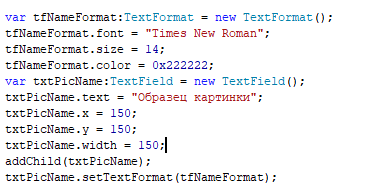 var tfNameFormat:TextFormat = new TextFormat();
tfNameFormat.font = "Times New Roman";
tfNameFormat.size = 14;
tfNameFormat.color = 0x222222;
var txtPicName:TextField = new TextField();
txtPicName.text = "Образец картинки";
txtPicName.x = 150;
txtPicName.y = 150;
txtPicName.width = 150;
addChild(txtPicName);
txtPicName.setTextFormat(tfNameFormat);